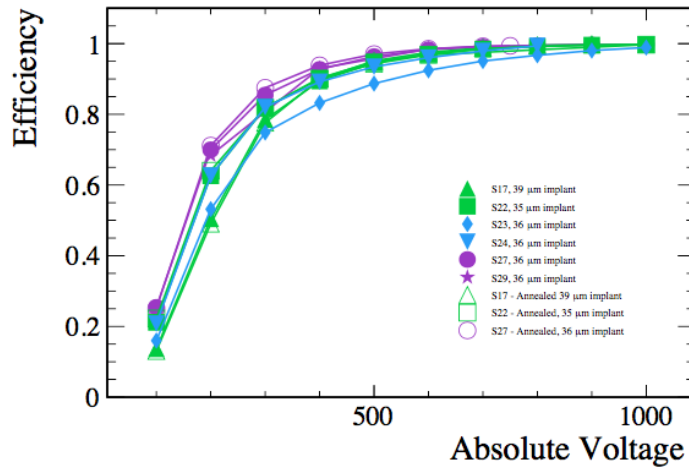 Efficiency
1
0.8
0.6
0.4
0.2
0
S17, 39 µm implant
S22, 35 µm implant
S23, 36 µm implant
S24, 36 µm implant
S27, 36 µm implant
S29, 36 µm implant
S17 - Annealed 39 µm implant
S22 - Annealed, 35 µm implant
S27 - Annealed, 36 µm implant
500
1000
Absolute Voltage